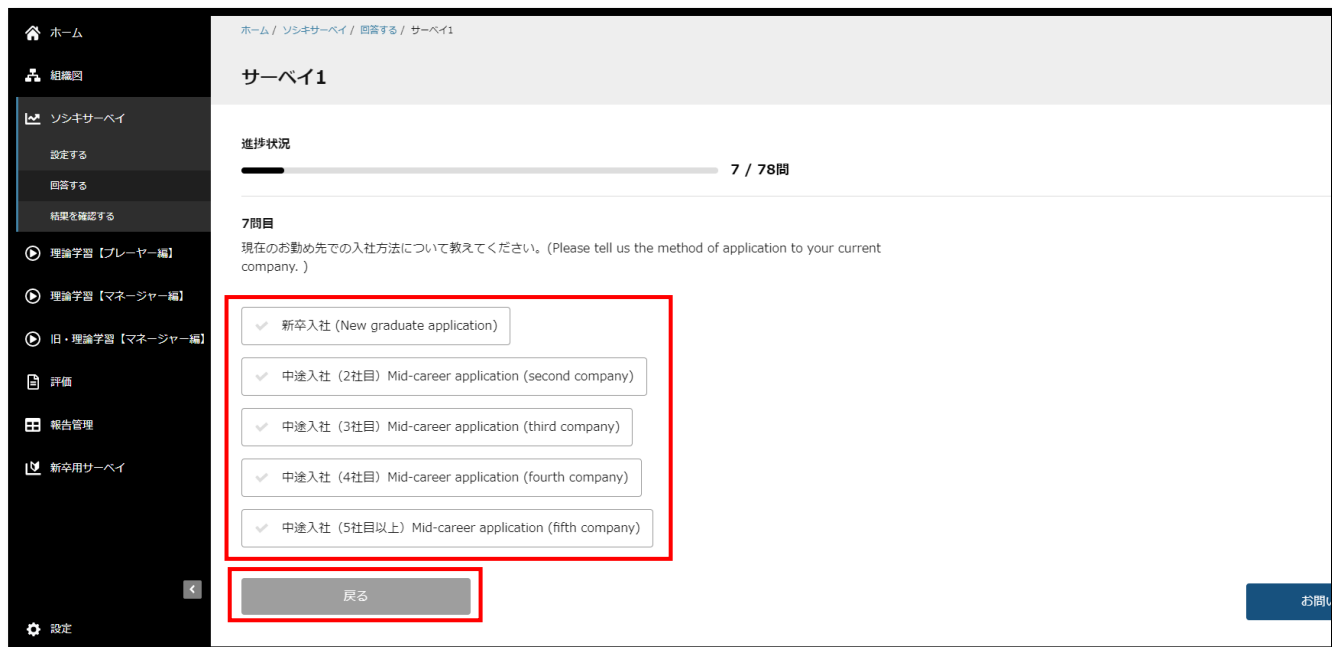 ホーム
組織図
ソシキサーベイ
設定する
回答する
結果を確認する
理論学習【プレーヤー編】
理論学習【マネージャー編】
旧・理論学習【マネージャー編】
評価
報告管理
新卒用サーベイ
設定
ホーム / ソシキサーベイ / 回答する / サーベイ1
サーベイ1
進捗状況
7 / 78問
7問目
現在のお勤め先での入社方法について教えてください。(Please tell us the method of application to your current
company. )
新卒入社 (New graduate application)
中途入社（2社目）Mid-career application (second company)
中途入社（3社目）Mid-career application (third company)
中途入社（4社目）Mid-career application (fourth company)
中途入社（5社目以上）Mid-career application (fifth company)
戻る
お問い